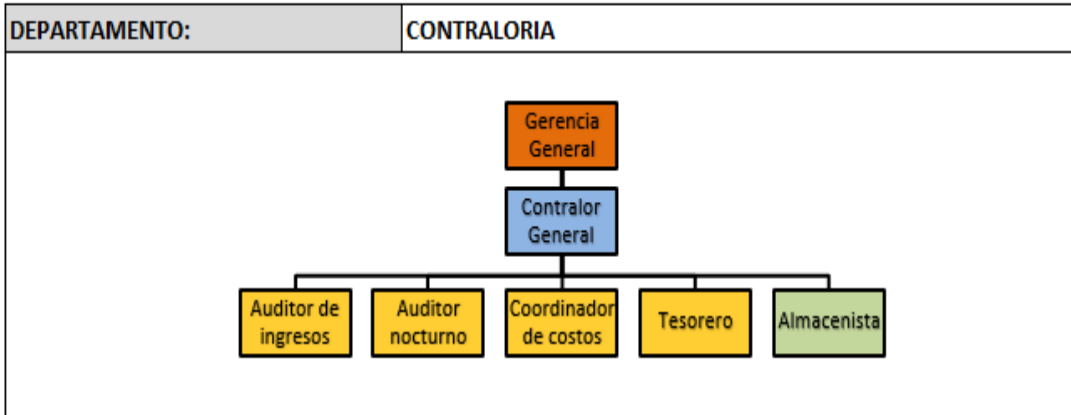 DEPARTAMENTO: CONTRALORIA
Gerencia
General
Contralor
General
Auditor de
ingresos
Auditor
nocturno
Coordinador
de costos
Tesorero
Almacenista